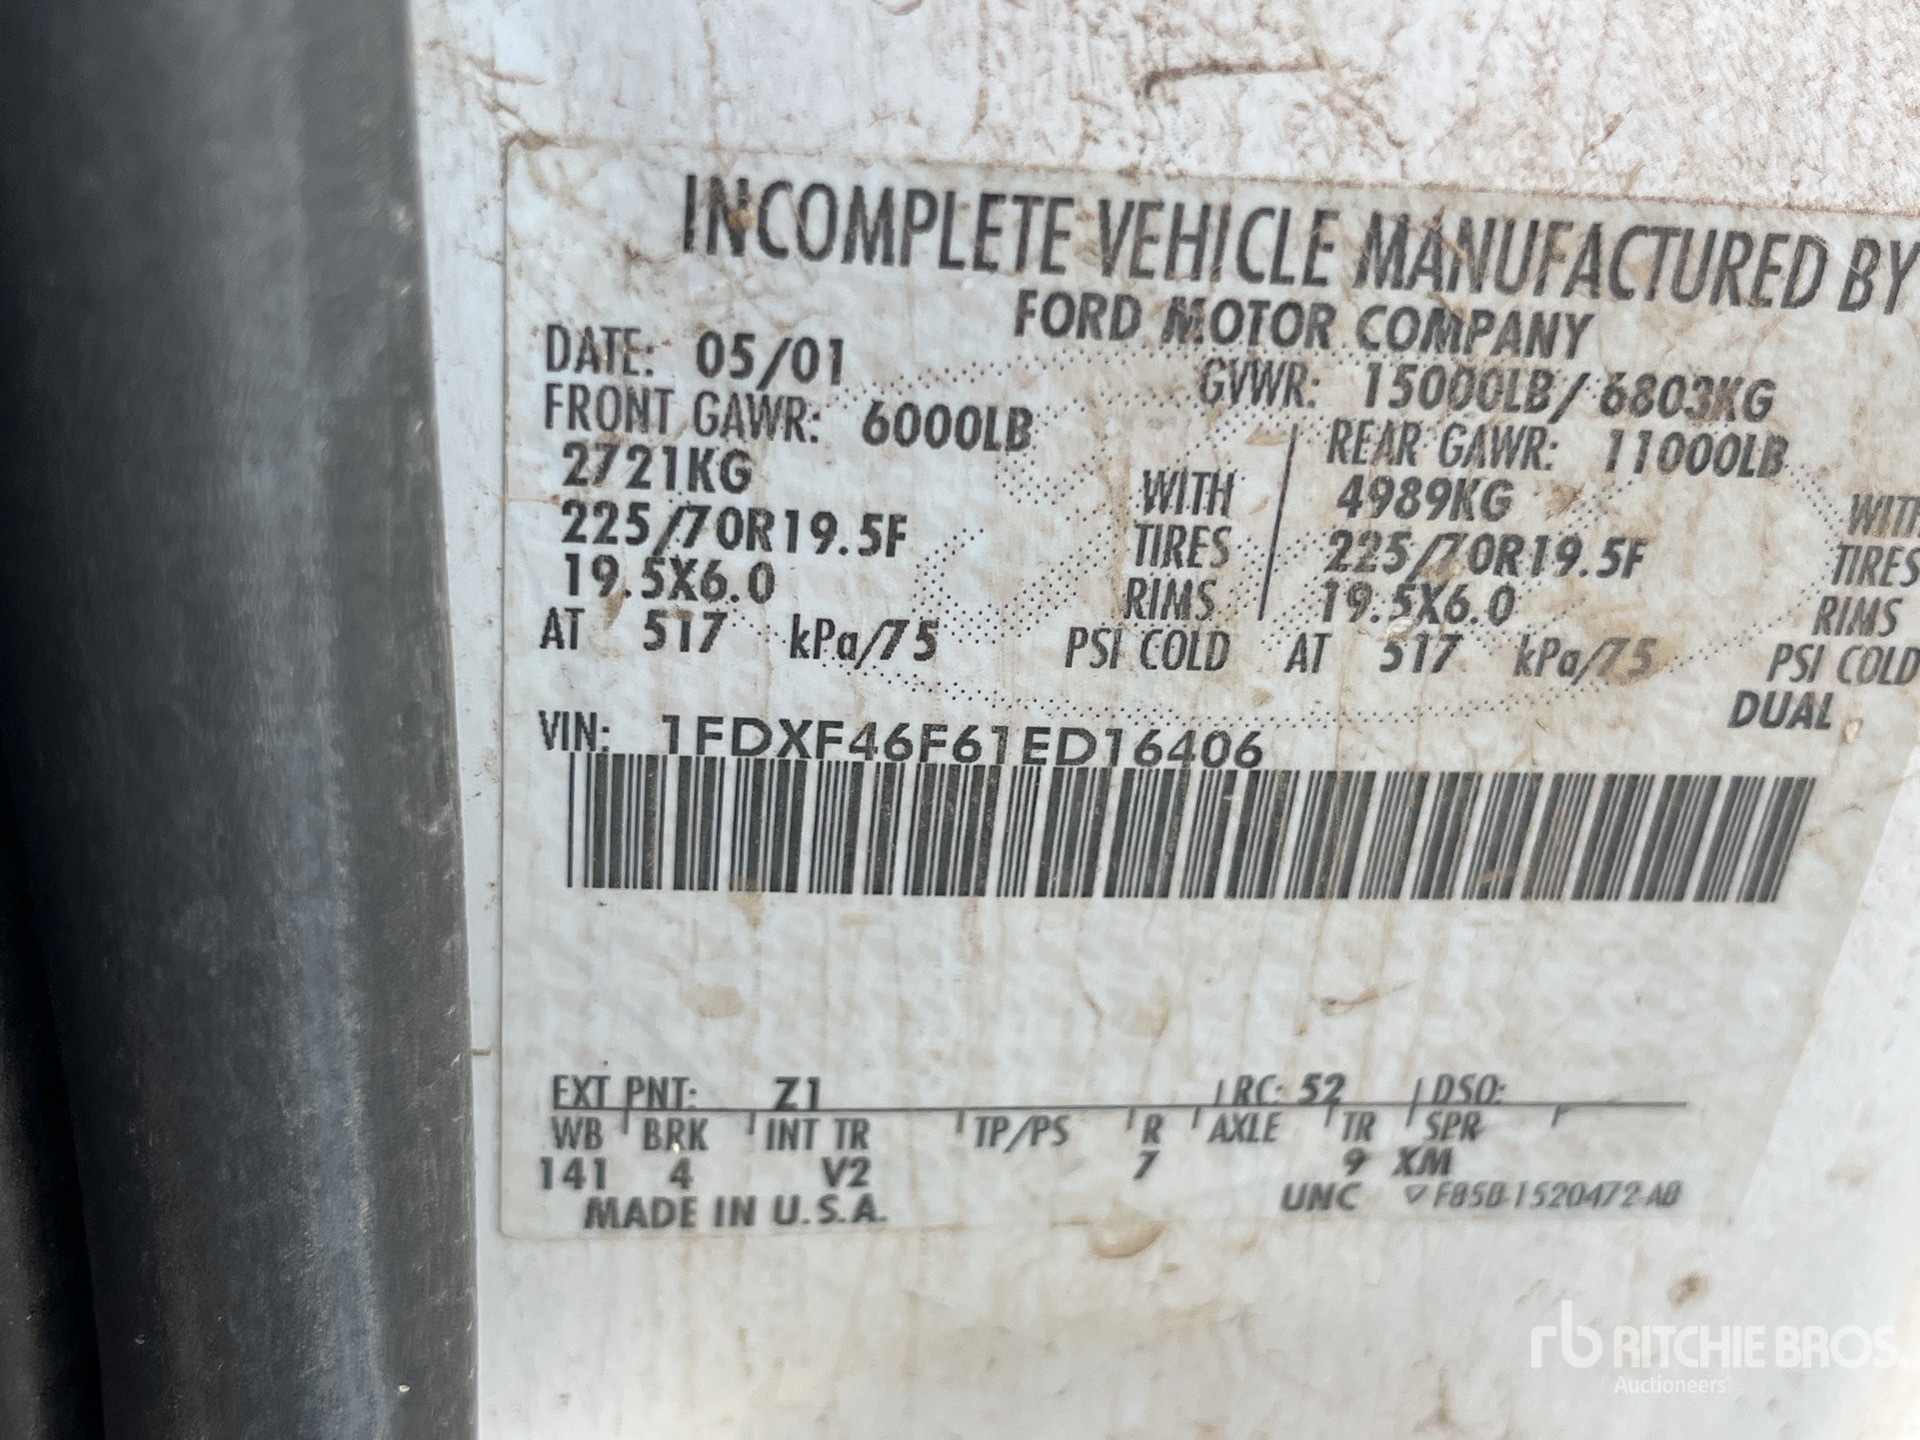 INCOMPLETE VEHICLE MANUFACTURED BY
FORD MOTOR COMPANY
DATE: 05/01 GVWR: 15000LB/ 6803KG
FRONT GAWR: 6000LB REAR GAWR: 11000LB
2721KG WITH 4989KG WITH
225/70R19.5F TIRES 225/70R19.5F TIRES
19.5X6.0 RIMS 19.5X6.0 RIMS
AT 517 kPa/75 PSI COLD AT 517 kPa/75 PSI COLD
DUAL
VIN: 1FDXF46F61ED16406
EXT PNT: Z1 RC: 52 DSO:
WB BRK INT TR TP/PS R AXLE TR SPR
141 4 V2 7 9 XM
MADE IN U.S.A. UNC F85B-1520472-AB
rb RITCHIE BROS.
Auctioneers